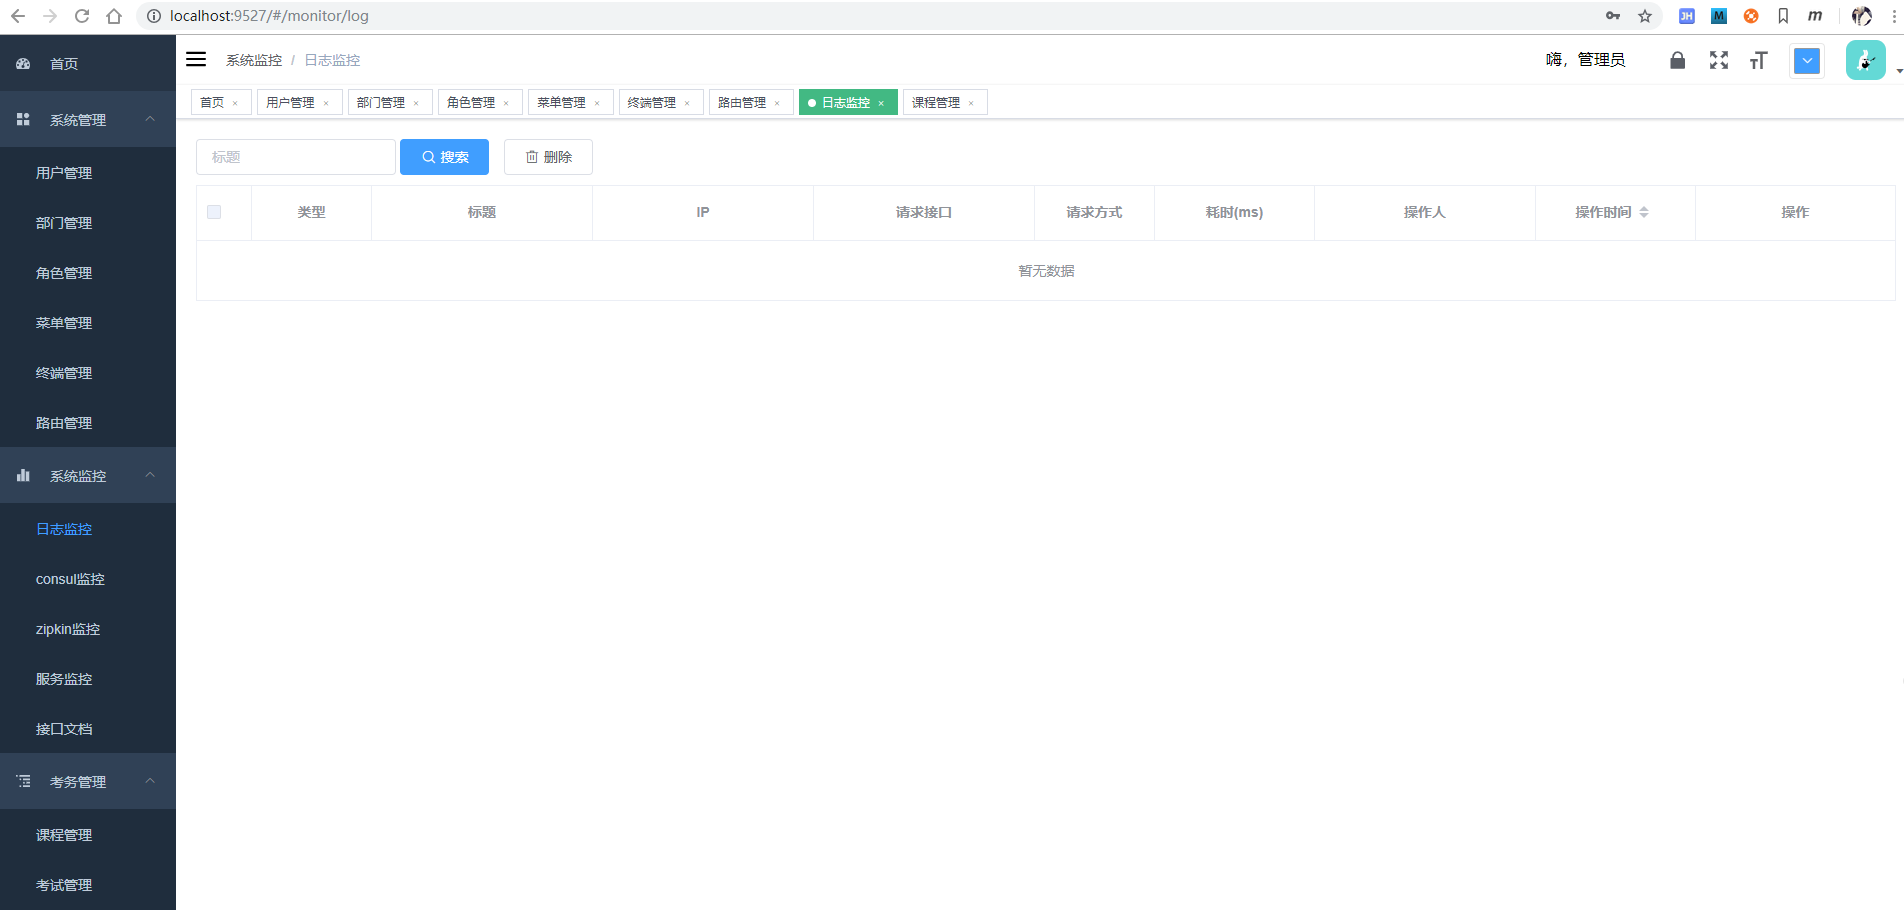 localhost:9527/#/monitor/log
JH
M
m
首页
系统管理
用户管理
部门管理
角色管理
菜单管理
终端管理
路由管理
系统监控
日志监控
consul监控
zipkin监控
服务监控
接口文档
考务管理
课程管理
考试管理
系统监控 / 日志监控
嗨，管理员
首页 × 用户管理 × 部门管理 × 角色管理 × 菜单管理 × 终端管理 × 路由管理 × 日志监控 × 课程管理 ×
标题 搜索 删除
类型 标题 IP 请求接口 请求方式 耗时(ms) 操作人 操作时间 操作
暂无数据